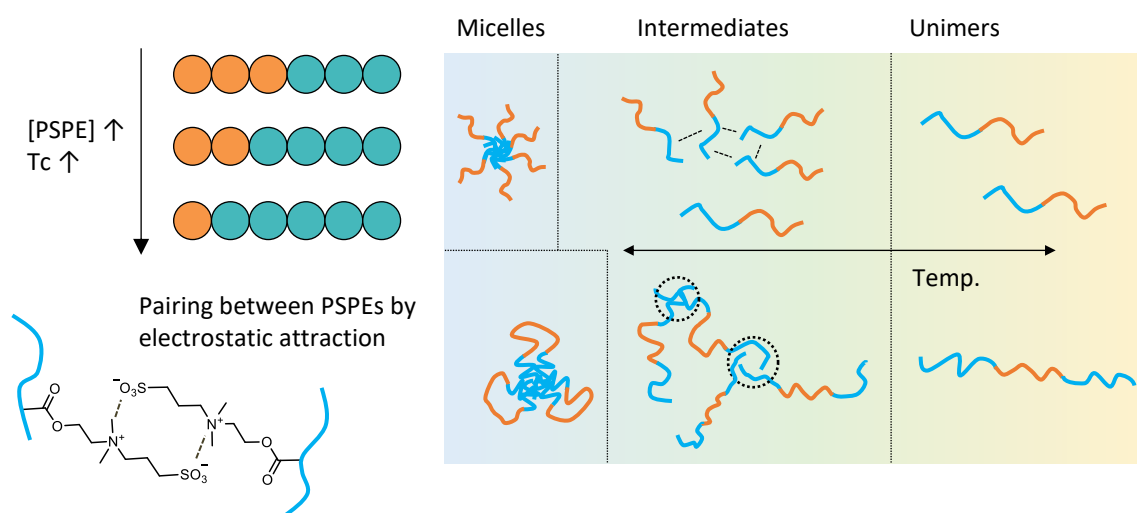 Micelles
Intermediates
Unimers
[PSPE] ↑
Tc ↑
Temp.
Pairing between PSPEs by
electrostatic attraction
⁻O₃S
O
O
N⁺
SO₃⁻
N⁺
O
O